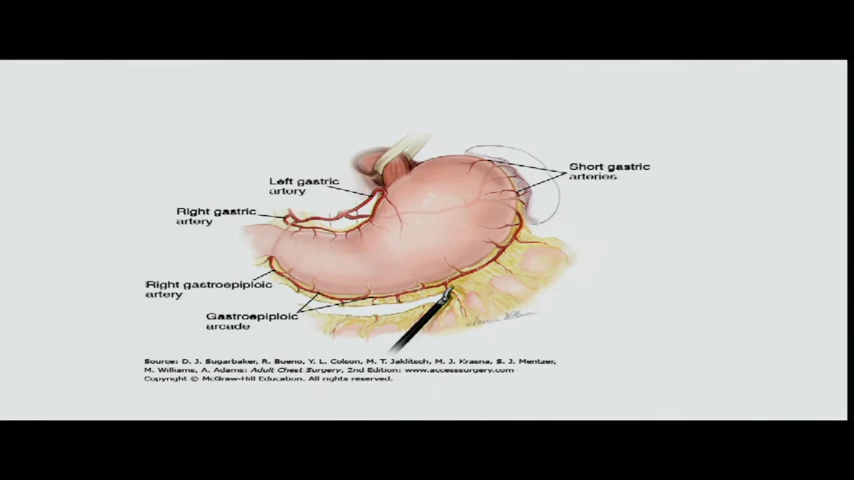 Left gastric
artery
Short gastric
arteries
Right gastric
artery
Right gastroepiploic
artery
Gastroepiploic
arcade
Source: D. J. Sugarbaker, R. Bueno, Y. L. Colson, M. T. Jaklitsch, M. J. Krasna, S. J. Mentzer,
M. Williams, A. Adams: Adult Chest Surgery, 2nd Edition: www.accesssurgery.com
Copyright © McGraw-Hill Education. All rights reserved.